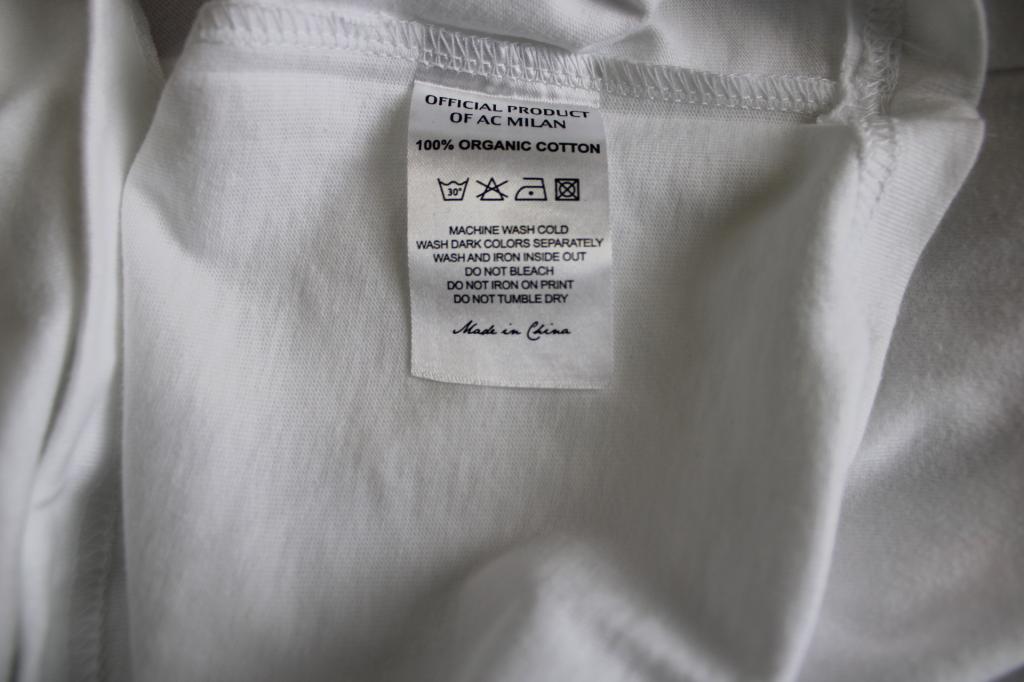 OFFICIAL PRODUCT
OF AC MILAN
100% ORGANIC COTTON
30°
MACHINE WASH COLD
WASH DARK COLORS SEPARATELY
WASH AND IRON INSIDE OUT
DO NOT BLEACH
DO NOT IRON ON PRINT
DO NOT TUMBLE DRY
Made in China